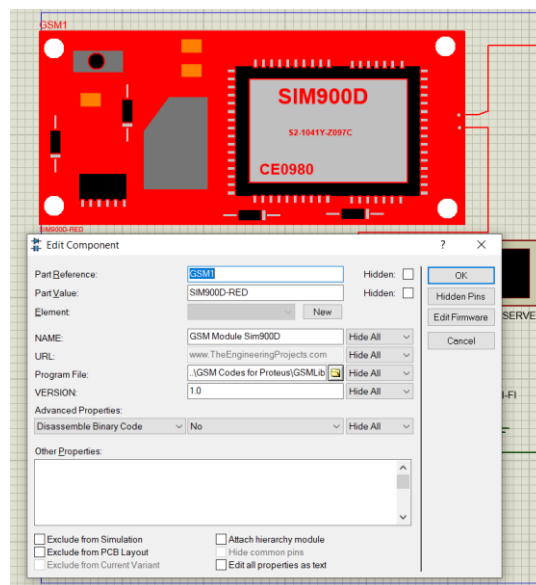 GSM1
SIM900D
S2-1041Y-Z097C
CE0980
SIM900D-RED
Edit Component ? ×
Part Reference: GSM1 Hidden: OK
Part Value: SIM900D-RED Hidden: Hidden Pins
Element: New Edit Firmware
SERVE
NAME: GSM Module Sim900D Hide All Cancel
URL: www.TheEngineeringProjects.com Hide All
Program File: ..\GSM Codes for Proteus\GSMLib Hide All
VERSION: 1.0 Hide All
I-FI
Advanced Properties:
Disassemble Binary Code No Hide All
Other Properties:
Exclude from Simulation Attach hierarchy module
Exclude from PCB Layout Hide common pins
Exclude from Current Variant Edit all properties as text